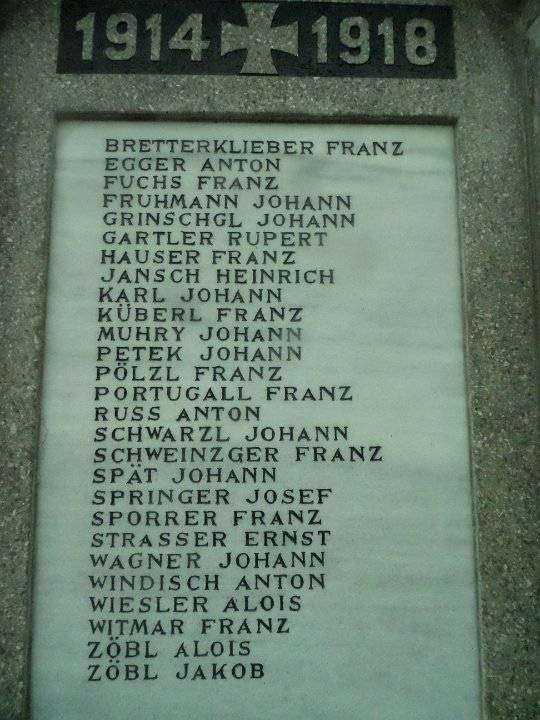 1914 1918
BRETTERKLIEBER FRANZ
EGGER ANTON
FUCHS FRANZ
FRUHMANN JOHANN
GRINSCHGL JOHANN
GARTLER RUPERT
HAUSER FRANZ
JANSCH HEINRICH
KARL JOHANN
KÜBERL FRANZ
MUHRY JOHANN
PETEK JOHANN
PÖLZL FRANZ
PORTUGALL FRANZ
RUSS ANTON
SCHWARZL JOHANN
SCHWEINZGER FRANZ
SPÄT JOHANN
SPRINGER JOSEF
SPORRER FRANZ
STRASSER ERNST
WAGNER JOHANN
WINDISCH ANTON
WIESLER ALOIS
WITMAR FRANZ
ZÖBL ALOIS
ZÖBL JAKOB